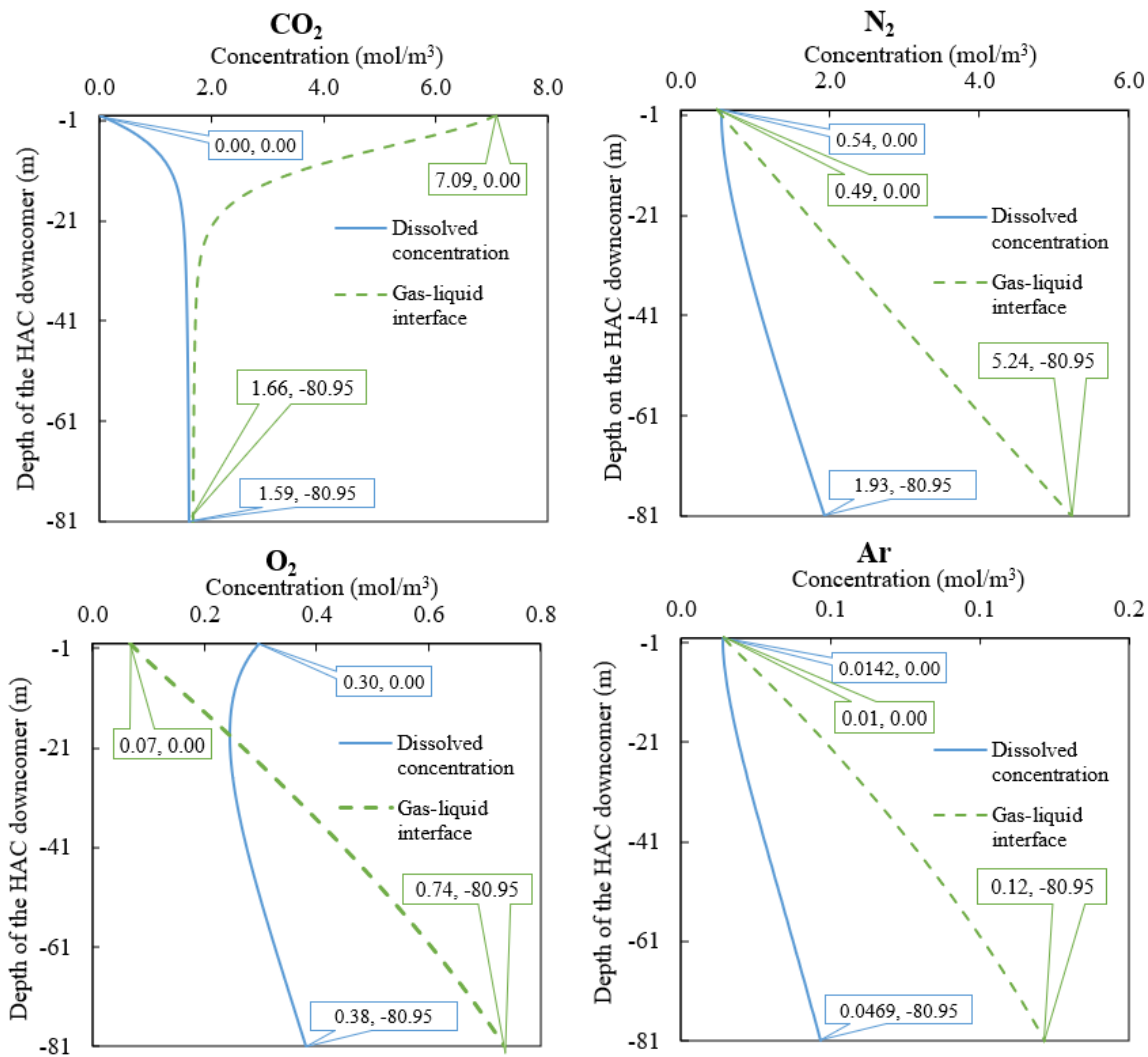 CO₂
Concentration (mol/m³)
0.0 2.0 4.0 6.0 8.0
Depth of the HAC downcomer (m)
-1
-21
-41
-61
-81
0.00, 0.00
7.09, 0.00
Dissolved
concentration
Gas-liquid
interface
1.66, -80.95
1.59, -80.95
N₂
Concentration (mol/m³)
0.0 2.0 4.0 6.0
Depth on the HAC downcomer (m)
-1
-21
-41
-61
-81
0.54, 0.00
0.49, 0.00
Dissolved
concentration
Gas-liquid
interface
5.24, -80.95
1.93, -80.95
O₂
Concentration (mol/m³)
0.0 0.2 0.4 0.6 0.8
Depth of the HAC downcomer (m)
-1
-21
-41
-61
-81
0.30, 0.00
0.07, 0.00
Dissolved
concentration
Gas-liquid
interface
0.74, -80.95
0.38, -80.95
Ar
Concentration (mol/m³)
0.0 0.1 0.1 0.2
Depth of the HAC downcomer (m)
-1
-21
-41
-61
-81
0.0142, 0.00
0.01, 0.00
Dissolved
concentration
Gas-liquid
interface
0.12, -80.95
0.0469, -80.95